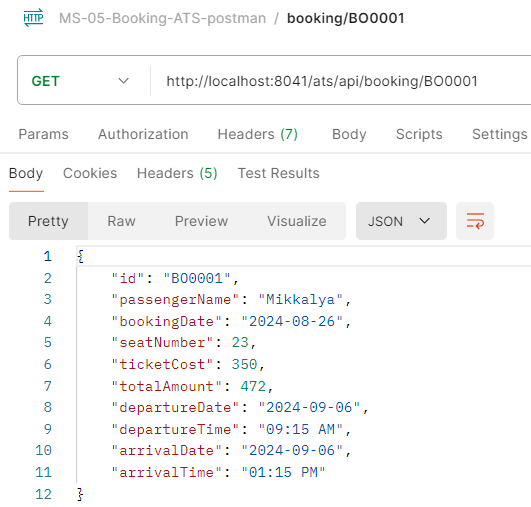 HTTP MS-05-Booking-ATS-postman / booking/BO0001
GET http://localhost:8041/ats/api/booking/BO0001
Params Authorization Headers (7) Body Scripts Settings
Body Cookies Headers (5) Test Results
Pretty Raw Preview Visualize JSON
1 {
2 "id": "BO0001",
3 "passengerName": "Mikkalya",
4 "bookingDate": "2024-08-26",
5 "seatNumber": 23,
6 "ticketCost": 350,
7 "totalAmount": 472,
8 "departureDate": "2024-09-06",
9 "departureTime": "09:15 AM",
10 "arrivalDate": "2024-09-06",
11 "arrivalTime": "01:15 PM"
12 }